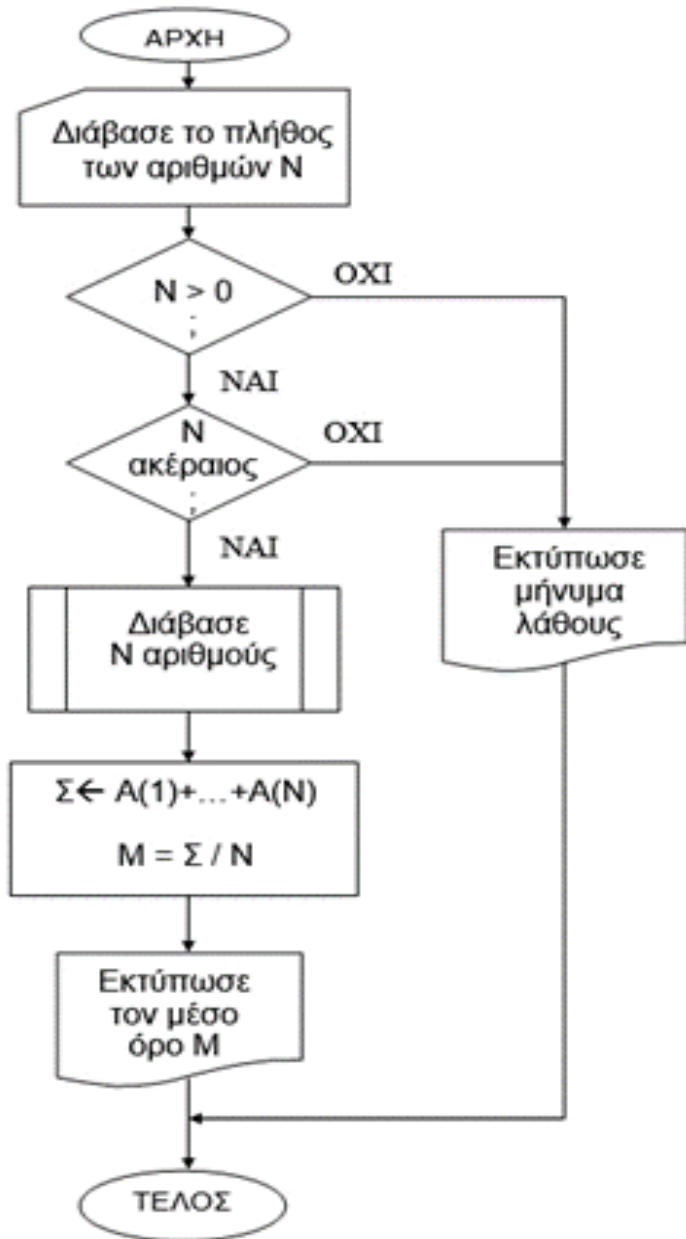 ΑΡΧΗ
Διάβασε το πλήθος
των αριθμών Ν
Ν > 0
;
ΟΧΙ
ΝΑΙ
Ν
ακέραιος
;
ΟΧΙ
ΝΑΙ
Εκτύπωσε
μήνυμα
λάθους
Διάβασε
Ν αριθμούς
Σ← Α(1)+...+Α(Ν)
Μ = Σ / Ν
Εκτύπωσε
τον μέσο
όρο Μ
ΤΕΛΟΣ